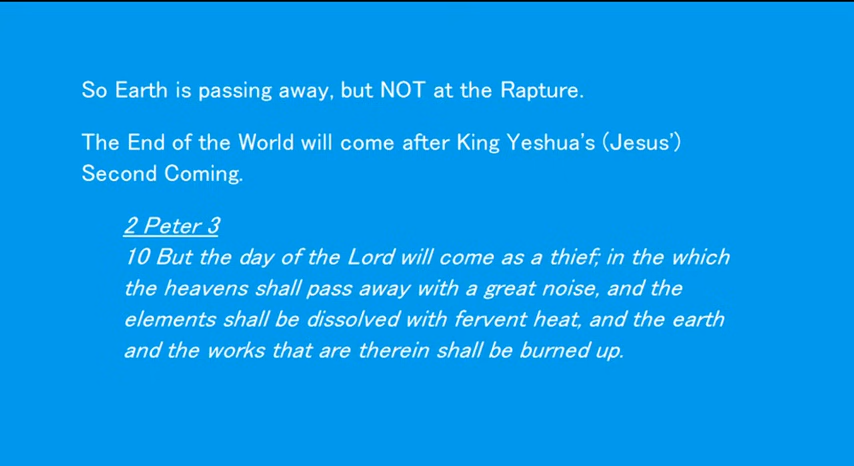 So Earth is passing away, but NOT at the Rapture.
The End of the World will come after King Yeshua's (Jesus')
Second Coming.
2 Peter 3
10 But the day of the Lord will come as a thief; in the which
the heavens shall pass away with a great noise, and the
elements shall be dissolved with fervent heat, and the earth
and the works that are therein shall be burned up.